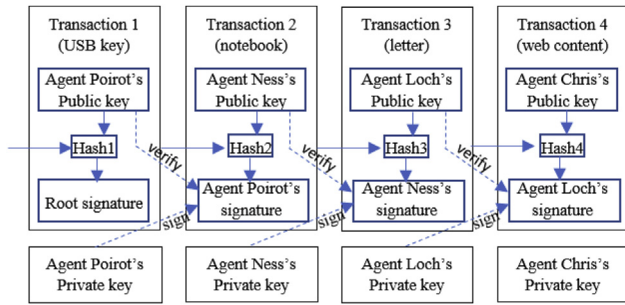 Transaction 1
(USB key)
Transaction 2
(notebook)
Transaction 3
(letter)
Transaction 4
(web content)
Agent Poirot's
Public key
Agent Ness's
Public key
Agent Loch's
Public key
Agent Chris's
Public key
Hash1
Hash2
Hash3
Hash4
verify
verify
verify
Root signature
Agent Poirot's
signature
Agent Ness's
signature
Agent Loch's
signature
sign
sign
sign
Agent Poirot's
Private key
Agent Ness's
Private key
Agent Loch's
Private key
Agent Chris's
Private key